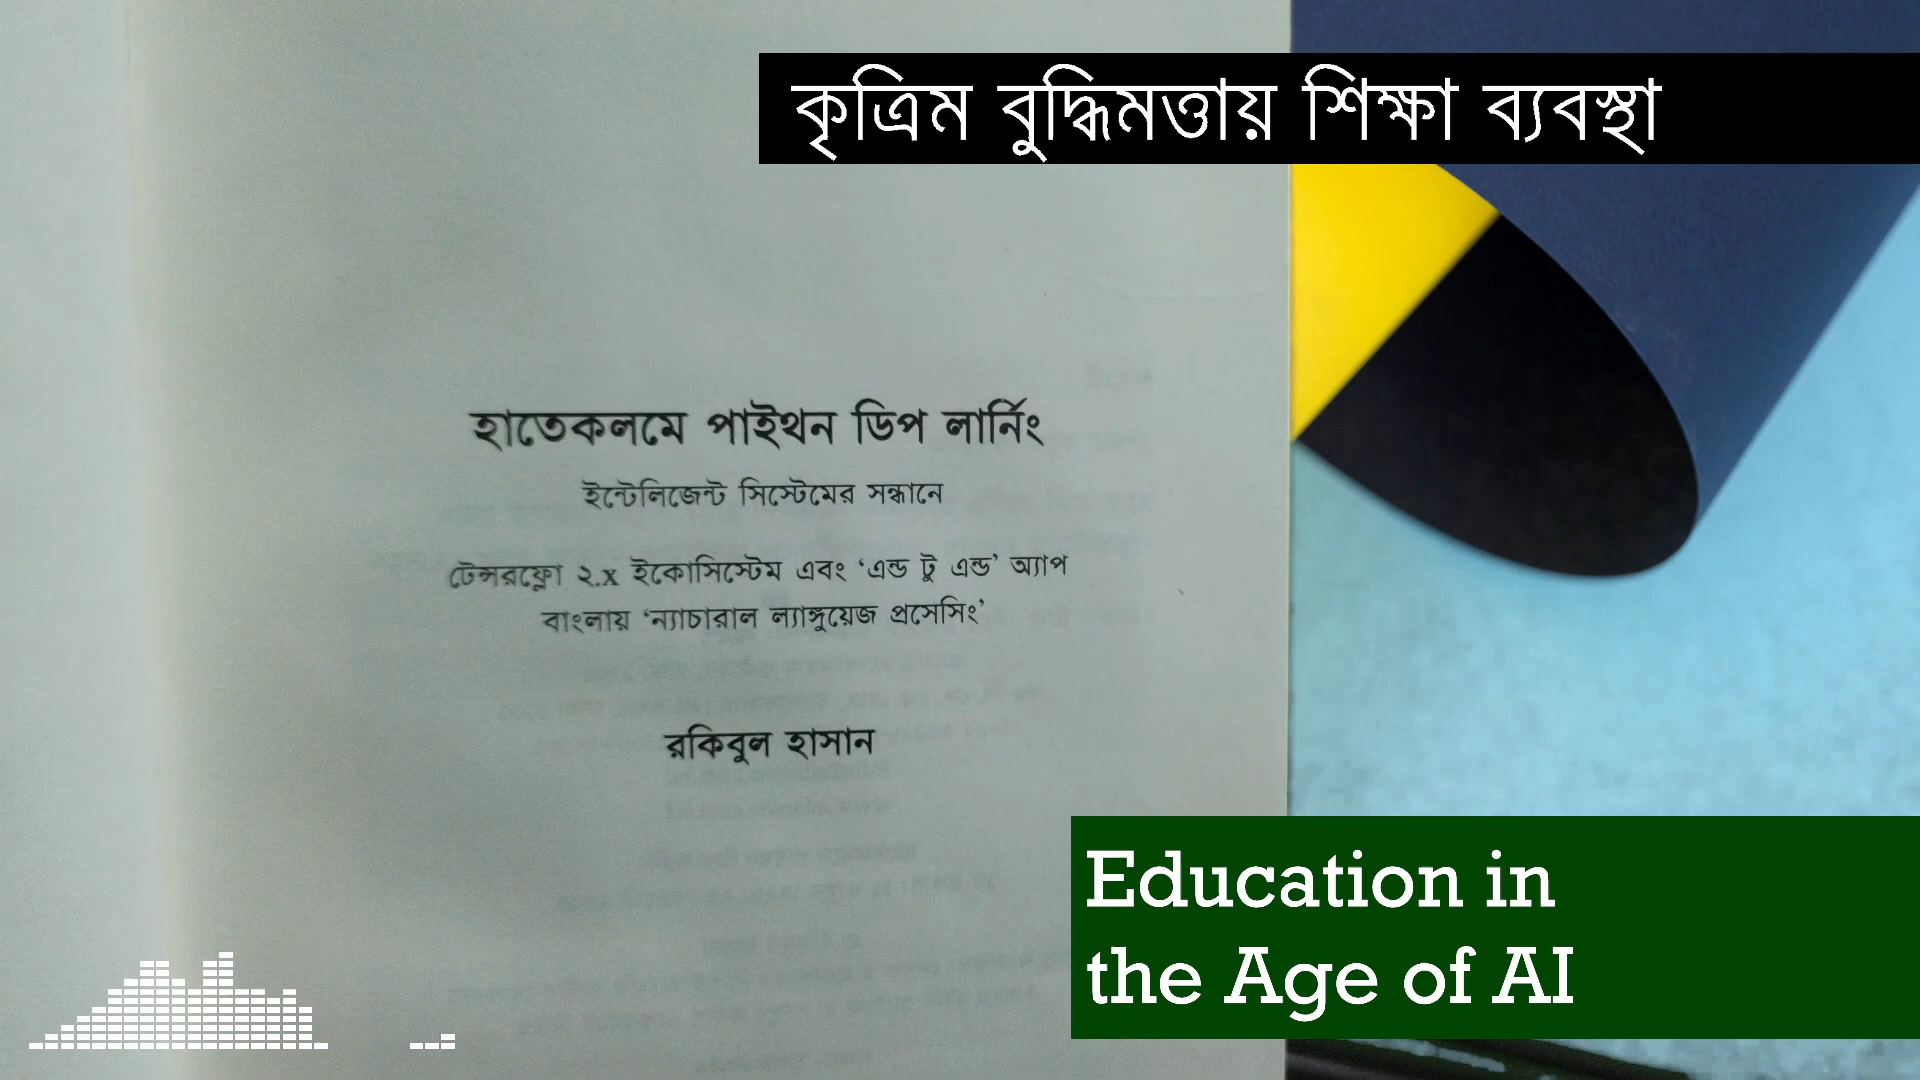 কৃত্রিম বুদ্ধিমত্তায় শিক্ষা ব্যবস্থা
হাতেকলমে পাইথন ডিপ লার্নিং
ইন্টেলিজেন্ট সিস্টেমের সন্ধানে
টেন্সরফ্লো ২.x ইকোসিস্টেম এবং ‘এন্ড টু এন্ড’ অ্যাপ
বাংলায় ‘ন্যাচারাল ল্যাঙ্গুয়েজ প্রসেসিং’
রকিবুল হাসান
Education in
the Age of AI